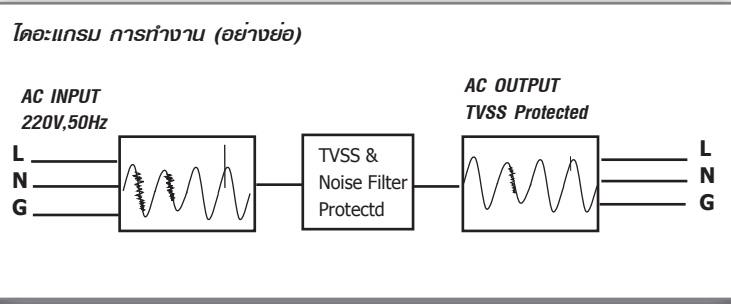 ไดอะแกรม การทำงาน (อย่างย่อ)
AC INPUT
220V,50Hz
L
N
G
TVSS &
Noise Filter
Protectd
AC OUTPUT
TVSS Protected
L
N
G